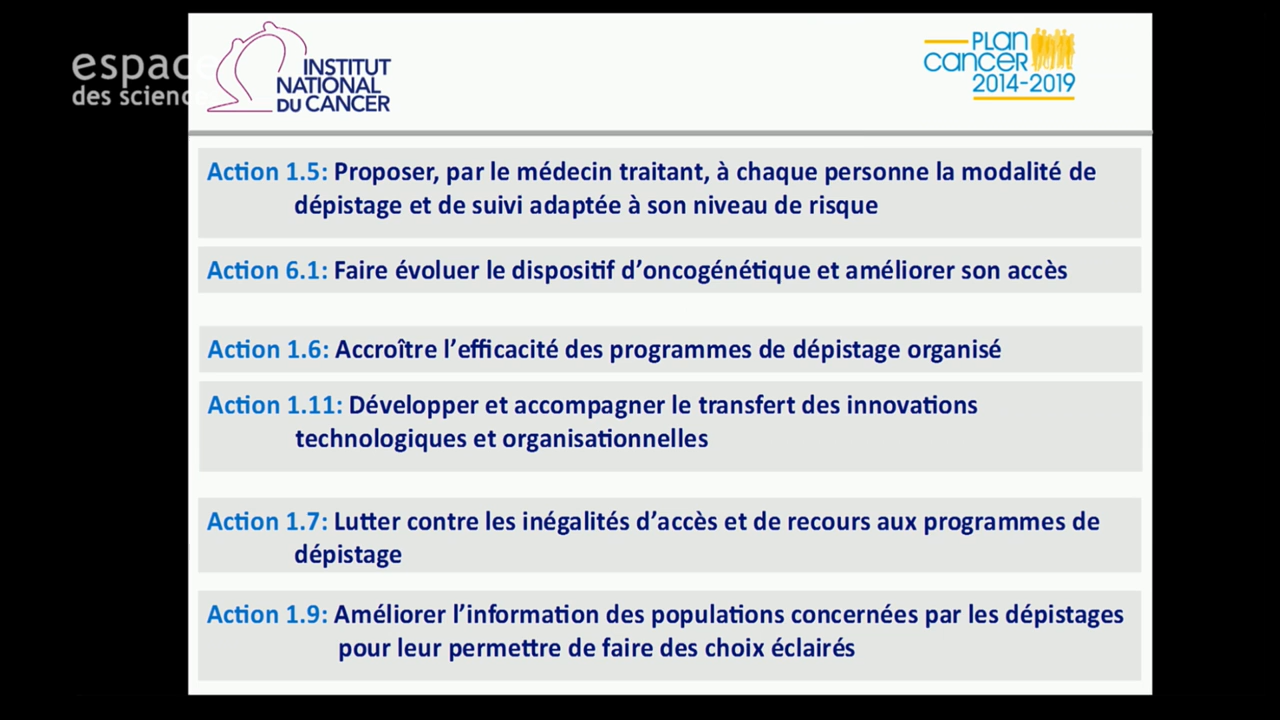 espace
des sciences
INSTITUT
NATIONAL
DU CANCER
PLAN
CANCER
2014-2019
Action 1.5: Proposer, par le médecin traitant, à chaque personne la modalité de
dépistage et de suivi adaptée à son niveau de risque
Action 6.1: Faire évoluer le dispositif d’oncogénétique et améliorer son accès
Action 1.6: Accroître l’efficacité des programmes de dépistage organisé
Action 1.11: Développer et accompagner le transfert des innovations
technologiques et organisationnelles
Action 1.7: Lutter contre les inégalités d’accès et de recours aux programmes de
dépistage
Action 1.9: Améliorer l’information des populations concernées par les dépistages
pour leur permettre de faire des choix éclairés